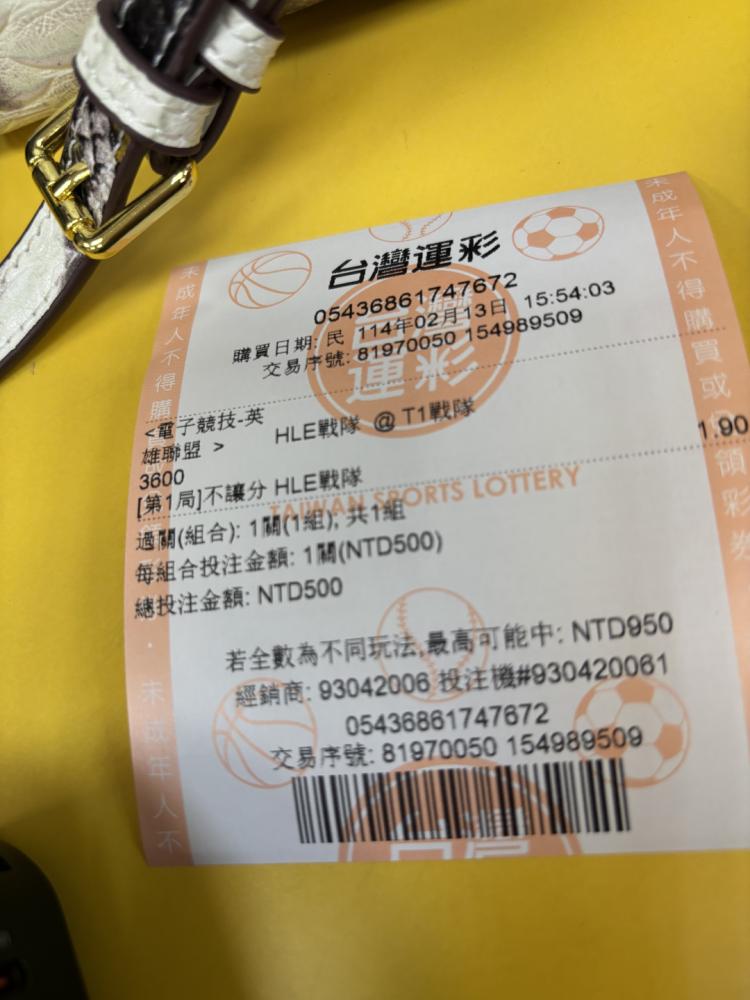 台灣運彩
05436861747672
購買日期: 民 114年02月13日 15:54:03
交易序號: 81970050 154989509
<電子競技-英雄聯盟 > HLE戰隊 @ T1戰隊
3600
1.90
[第1局]不讓分 HLE戰隊
TAIWAN SPORTS LOTTERY
過關(組合): 1關(1組), 共1組
每組合投注金額: 1關(NTD500)
總投注金額: NTD500
若全數為不同玩法,最高可能中: NTD950
經銷商: 93042006 投注機#930420061
05436861747672
交易序號: 81970050 154989509
台灣運彩
未成年人不得購
未成年人不
未成年人不得購買或
領彩券